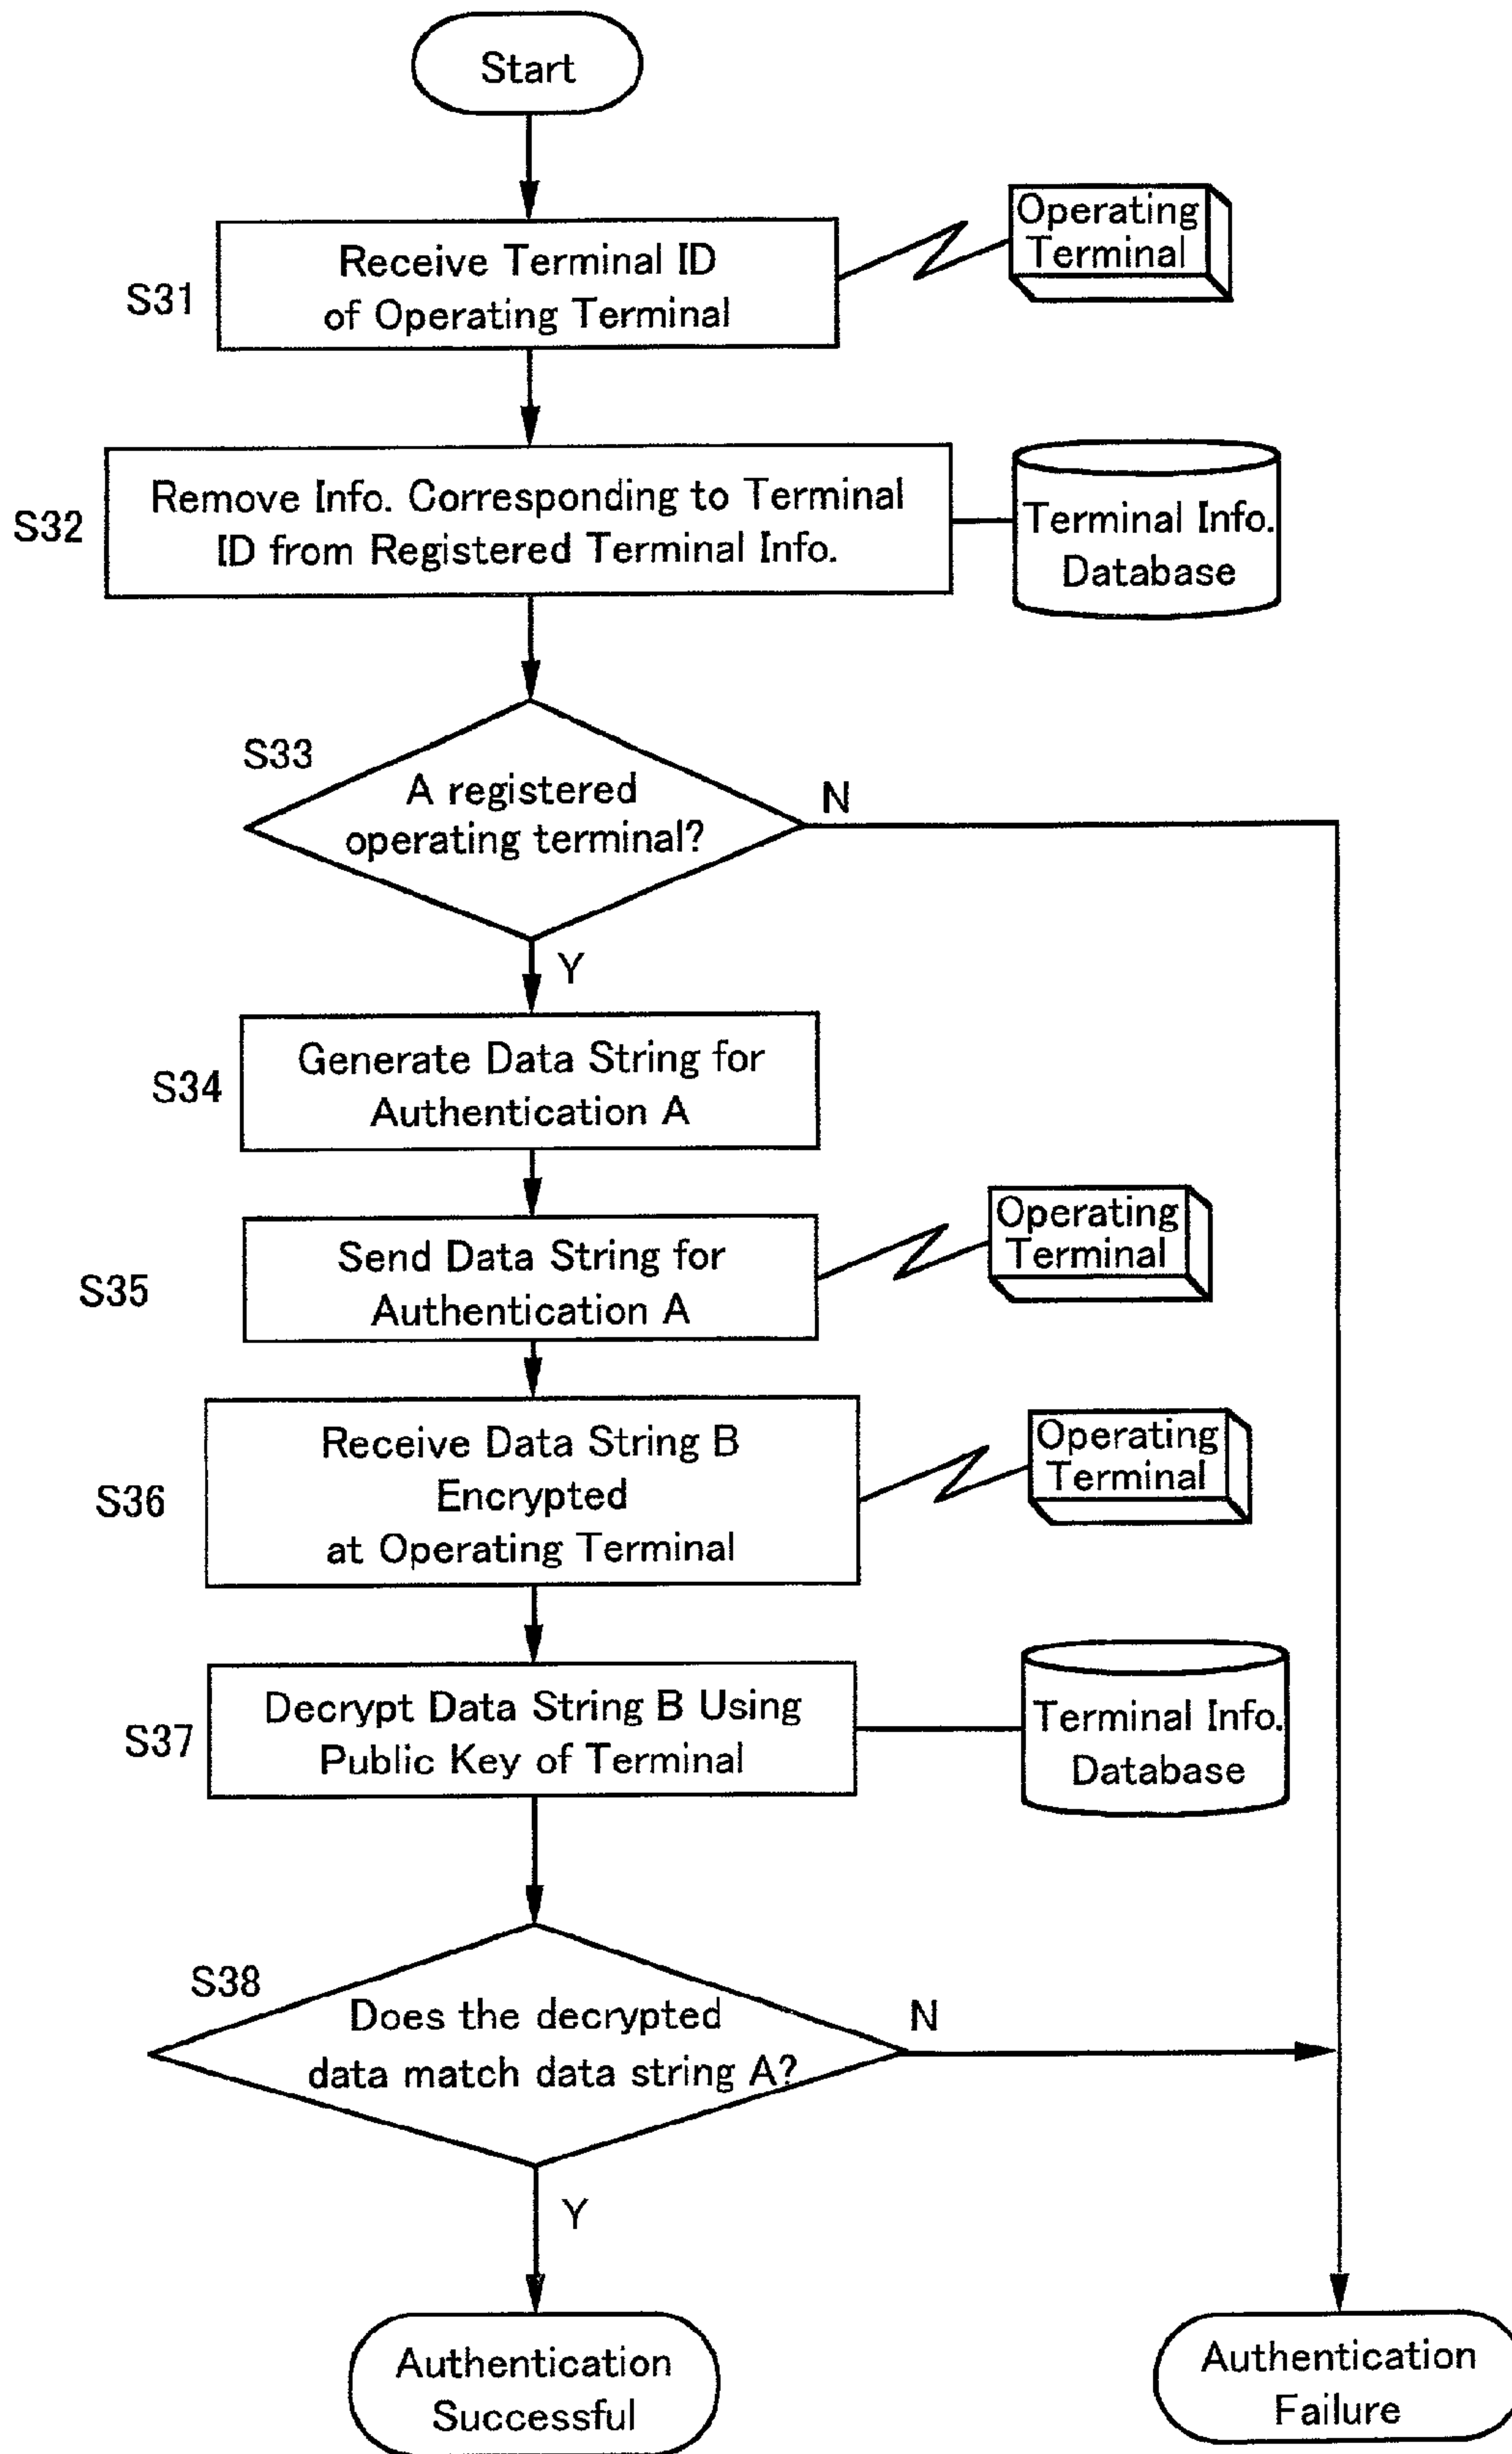 Start
Receive Terminal ID
of Operating Terminal
S31
Operating
Terminal
Remove Info. Corresponding to Terminal
ID from Registered Terminal Info.
S32
Terminal Info.
Database
S33
A registered
operating terminal?
N
Y
Generate Data String for
Authentication A
S34
Send Data String for
Authentication A
S35
Operating
Terminal
Receive Data String B
Encrypted
at Operating Terminal
S36
Operating
Terminal
Decrypt Data String B Using
Public Key of Terminal
S37
Terminal Info.
Database
S38
Does the decrypted
data match data string A?
N
Y
Authentication
Successful
Authentication
Failure